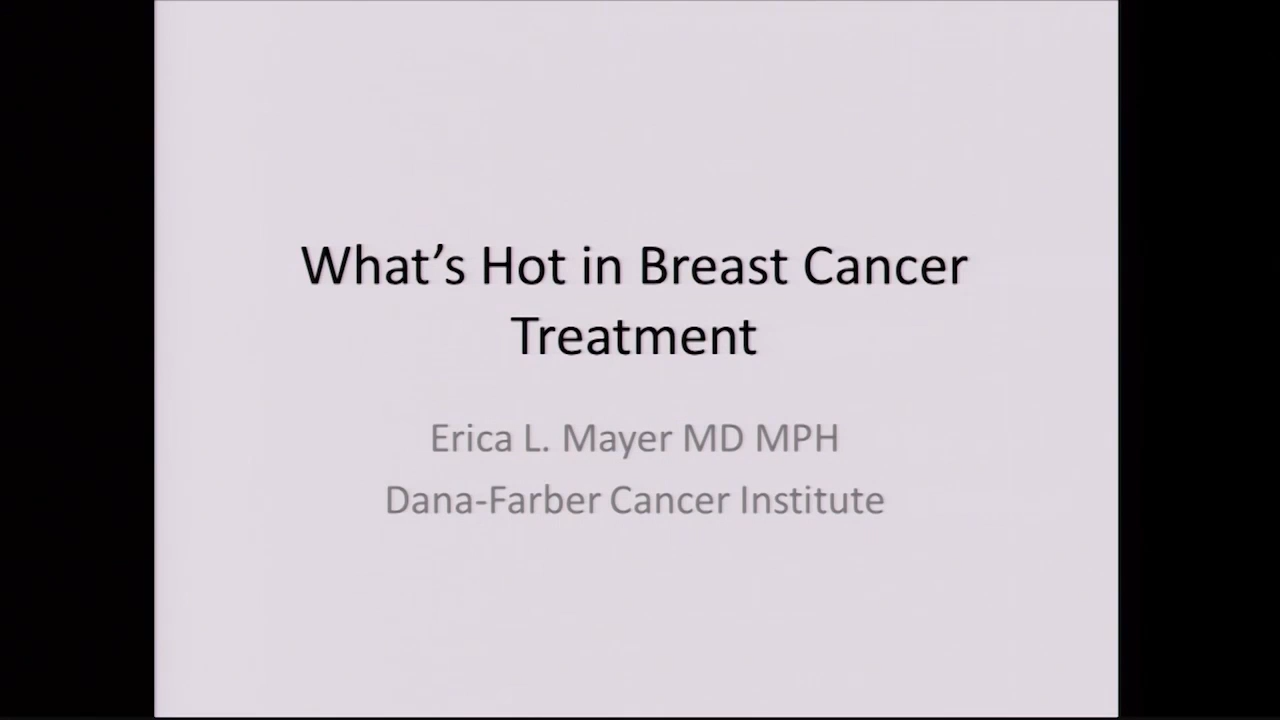 What’s Hot in Breast Cancer
Treatment
Erica L. Mayer MD MPH
Dana-Farber Cancer Institute